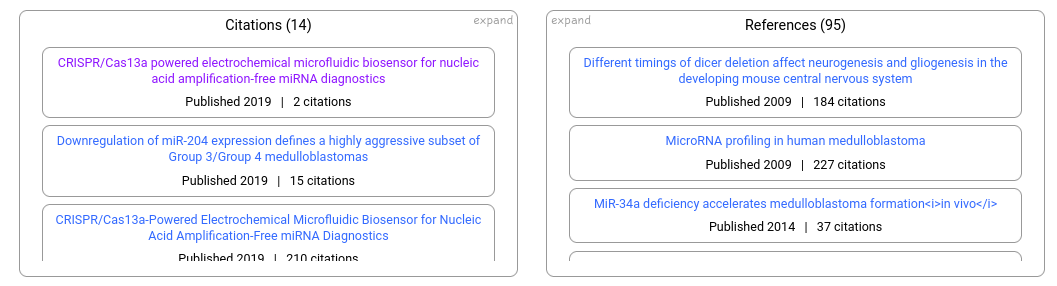 Citations (14)
expand
CRISPR/Cas13a powered electrochemical microfluidic biosensor for nucleic
acid amplification-free miRNA diagnostics
Published 2019 | 2 citations
Downregulation of miR-204 expression defines a highly aggressive subset of
Group 3/Group 4 medulloblastomas
Published 2019 | 15 citations
CRISPR/Cas13a-Powered Electrochemical Microfluidic Biosensor for Nucleic
Acid Amplification-Free miRNA Diagnostics
Published 2019 | 210 citations
expand
References (95)
Different timings of dicer deletion affect neurogenesis and gliogenesis in the
developing mouse central nervous system
Published 2009 | 184 citations
MicroRNA profiling in human medulloblastoma
Published 2009 | 227 citations
MiR-34a deficiency accelerates medulloblastoma formation<i>in vivo</i>
Published 2014 | 37 citations